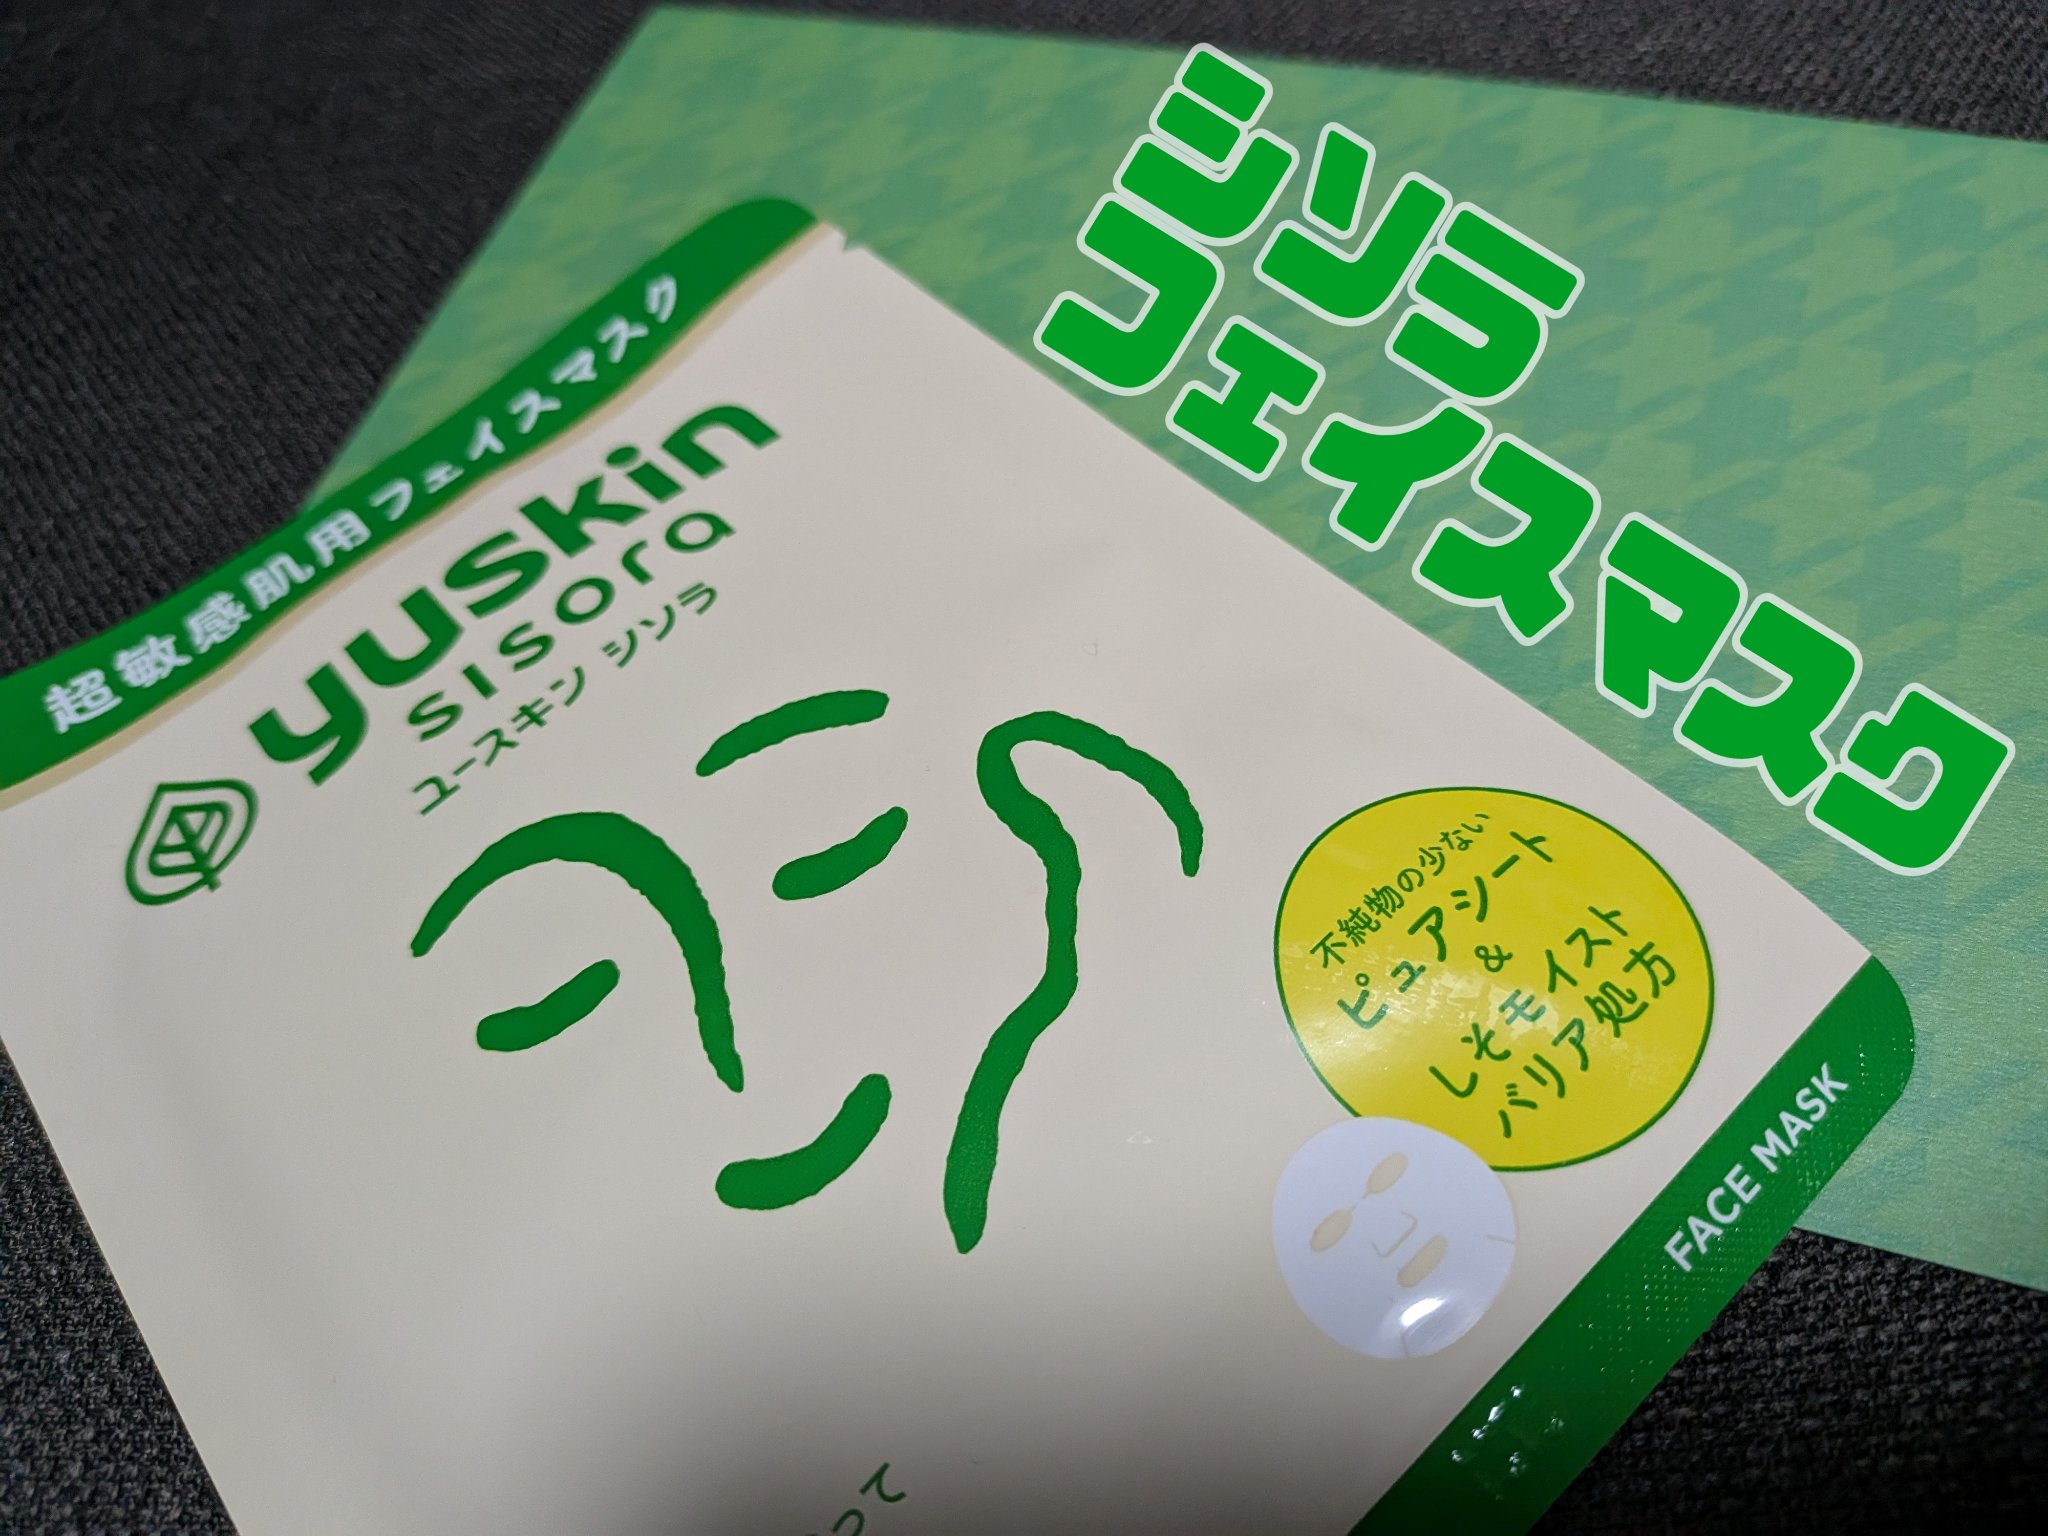 シソラ
フェイスマスク
超敏感肌用フェイスマスク
yuskin
sisora
ユースキン シソラ
不純物の少ない
ピュアシート
&
しそモイスト
バリア処方
FACE MASK
って